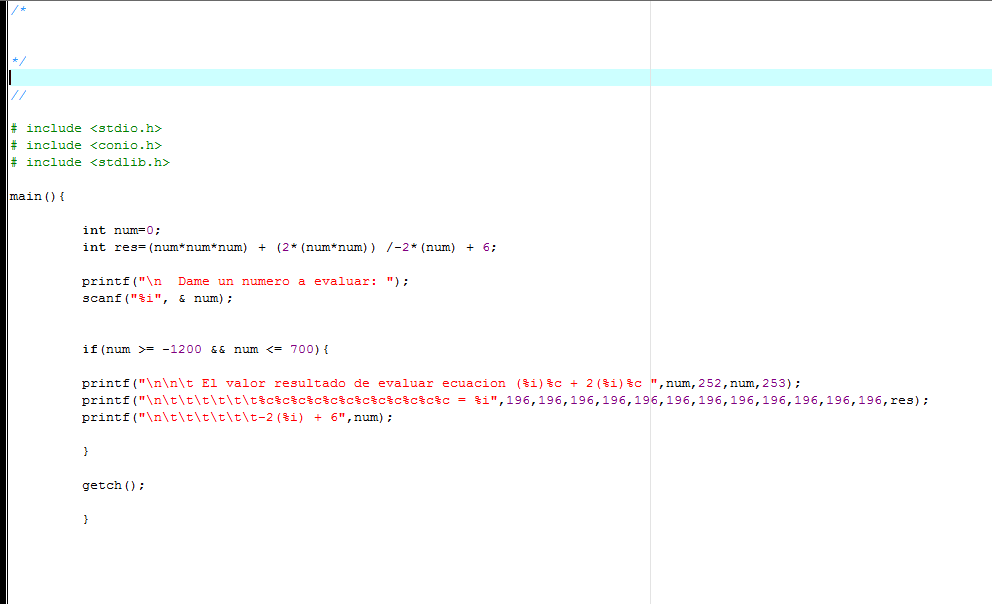 /*
*/
//
# include <stdio.h>
# include <conio.h>
# include <stdlib.h>
main(){
int num=0;
int res=(num*num*num) + (2*(num*num)) /-2*(num) + 6;
printf("\n  Dame un numero a evaluar: ");
scanf("%i", & num);
if(num >= -1200 && num <= 700){
printf("\n\n\t El valor resultado de evaluar ecuacion (%i)%c + 2(%i)%c ",num,252,num,253);
printf("\n\t\t\t\t\t\t%c%c%c%c%c%c%c%c%c%c%c%c = %i",196,196,196,196,196,196,196,196,196,196,196,196,res);
printf("\n\t\t\t\t\t\t-2(%i) + 6",num);
}
getch();
}